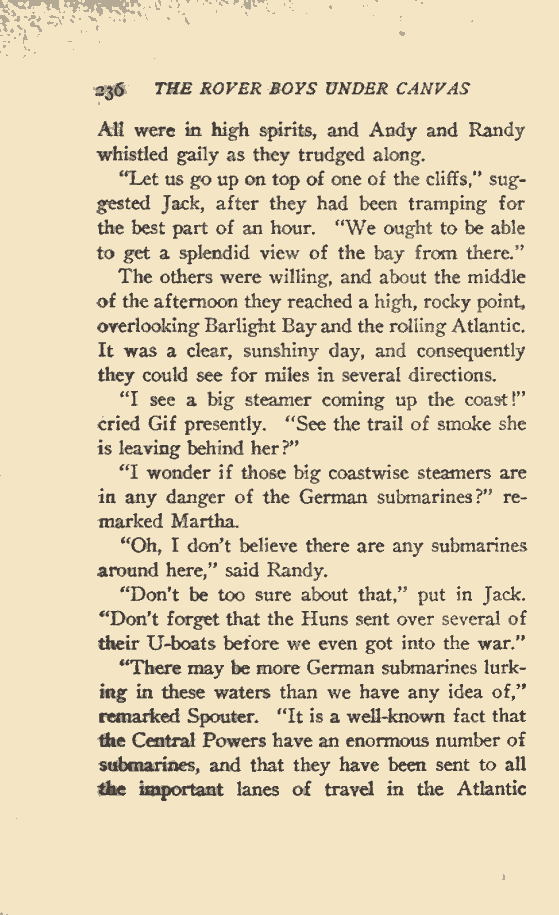 236 THE ROVER BOYS UNDER CANVAS
All were in high spirits, and Andy and Randy
whistled gaily as they trudged along.
"Let us go up on top of one of the cliffs," sug-
gested Jack, after they had been tramping for
the best part of an hour. "We ought to be able
to get a splendid view of the bay from there."
The others were willing, and about the middle
of the afternoon they reached a high, rocky point,
overlooking Barlight Bay and the rolling Atlantic.
It was a clear, sunshiny day, and consequently
they could see for miles in several directions.
"I see a big steamer coming up the coast!"
cried Gif presently. "See the trail of smoke she
is leaving behind her?"
"I wonder if those big coastwise steamers are
in any danger of the German submarines?" re-
marked Martha.
"Oh, I don't believe there are any submarines
around here," said Randy.
"Don't be too sure about that," put in Jack.
"Don't forget that the Huns sent over several of
their U-boats before we even got into the war."
"There may be more German submarines lurk-
ing in these waters than we have any idea of,"
remarked Spouter. "It is a well-known fact that
the Central Powers have an enormous number of
submarines, and that they have been sent to all
the important lanes of travel in the Atlantic